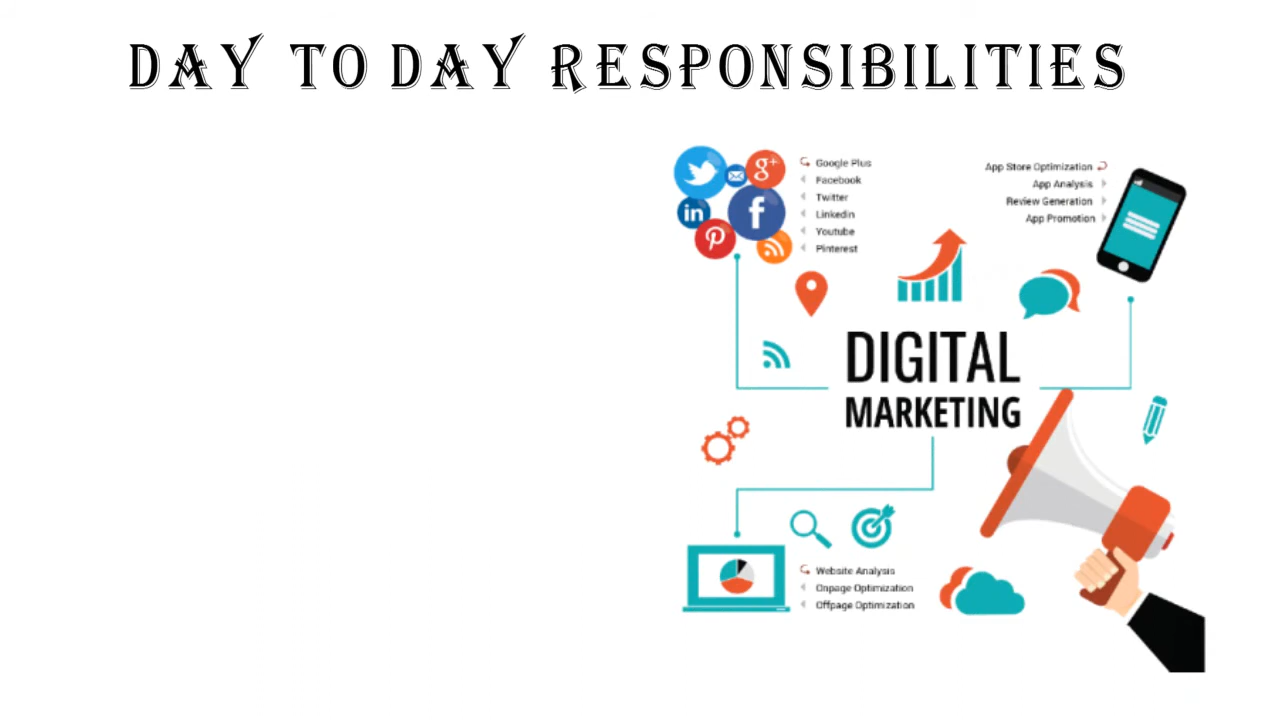 DAY TO DAY RESPONSIBILITIES
Google Plus
Facebook
Twitter
Linkedin
Youtube
Pinterest
App Store Optimization
App Analysis
Review Generation
App Promotion
g+
f
in
DIGITAL
MARKETING
Website Analysis
Onpage Optimization
Offpage Optimization